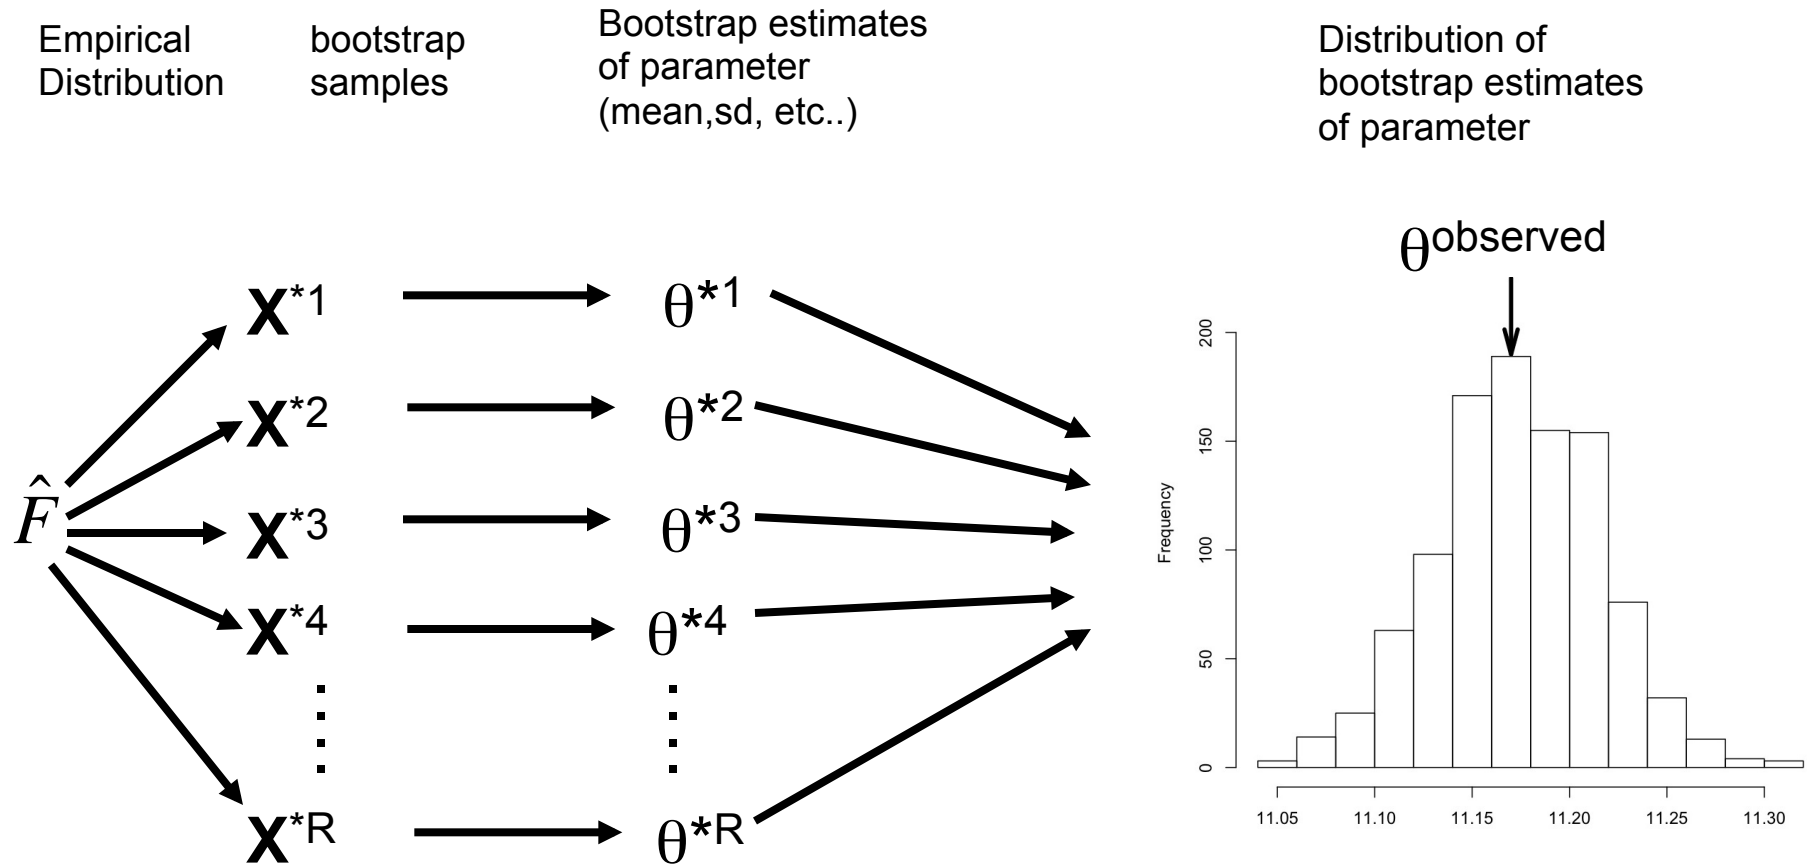 Empirical
Distribution
bootstrap
samples
Bootstrap estimates
of parameter
(mean,sd, etc..)
Distribution of
bootstrap estimates
of parameter
θobserved
F̂
X*1
θ*1
X*2
θ*2
X*3
θ*3
X*4
θ*4
X*R
θ*R
Frequency
200
150
100
50
0
11.05 11.10 11.15 11.20 11.25 11.30